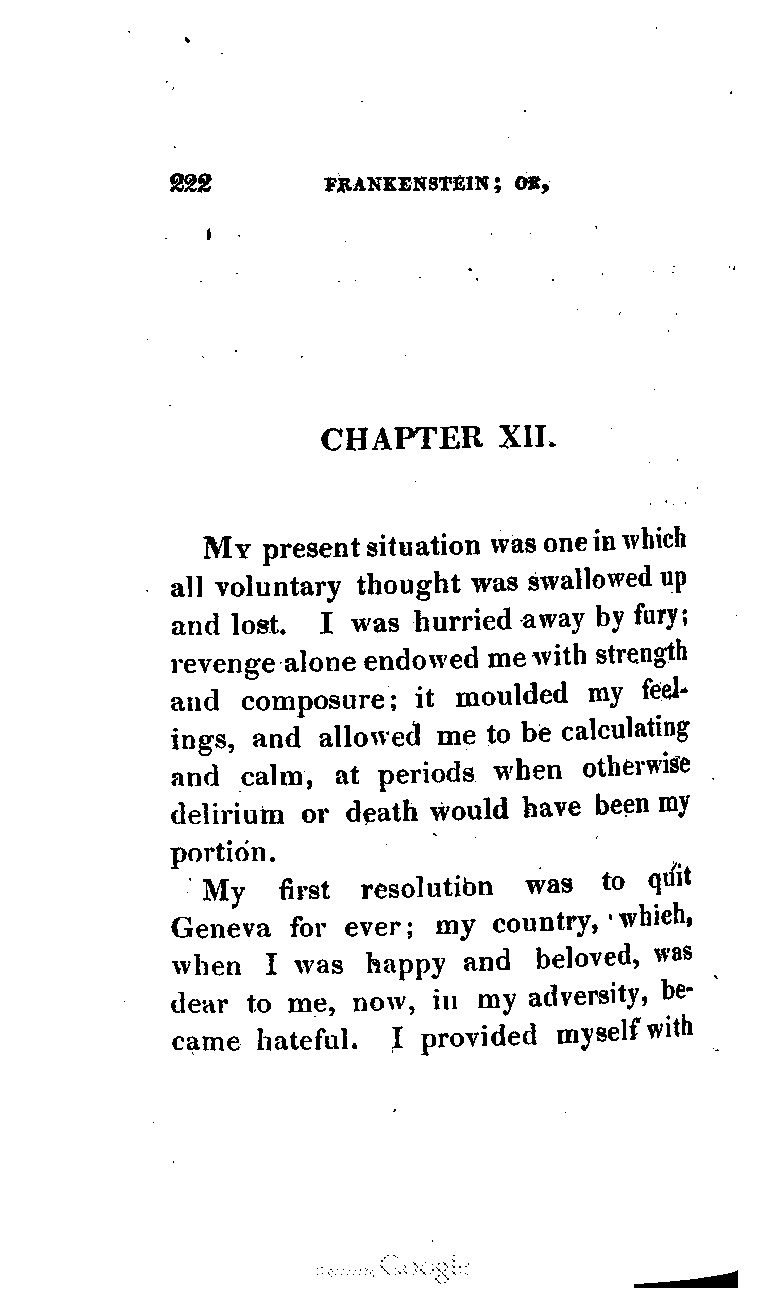 222 FRANKENSTEIN; OR,
CHAPTER XII.
My present situation was one in which
all voluntary thought was swallowed up
and lost. I was hurried away by fury;
revenge alone endowed me with strength
and composure; it moulded my feel-
ings, and allowed me to be calculating
and calm, at periods when otherwise
delirium or death would have been my
portion.
My first resolution was to quit
Geneva for ever; my country, which,
when I was happy and beloved, was
dear to me, now, in my adversity, be-
came hateful. I provided myself with
Google